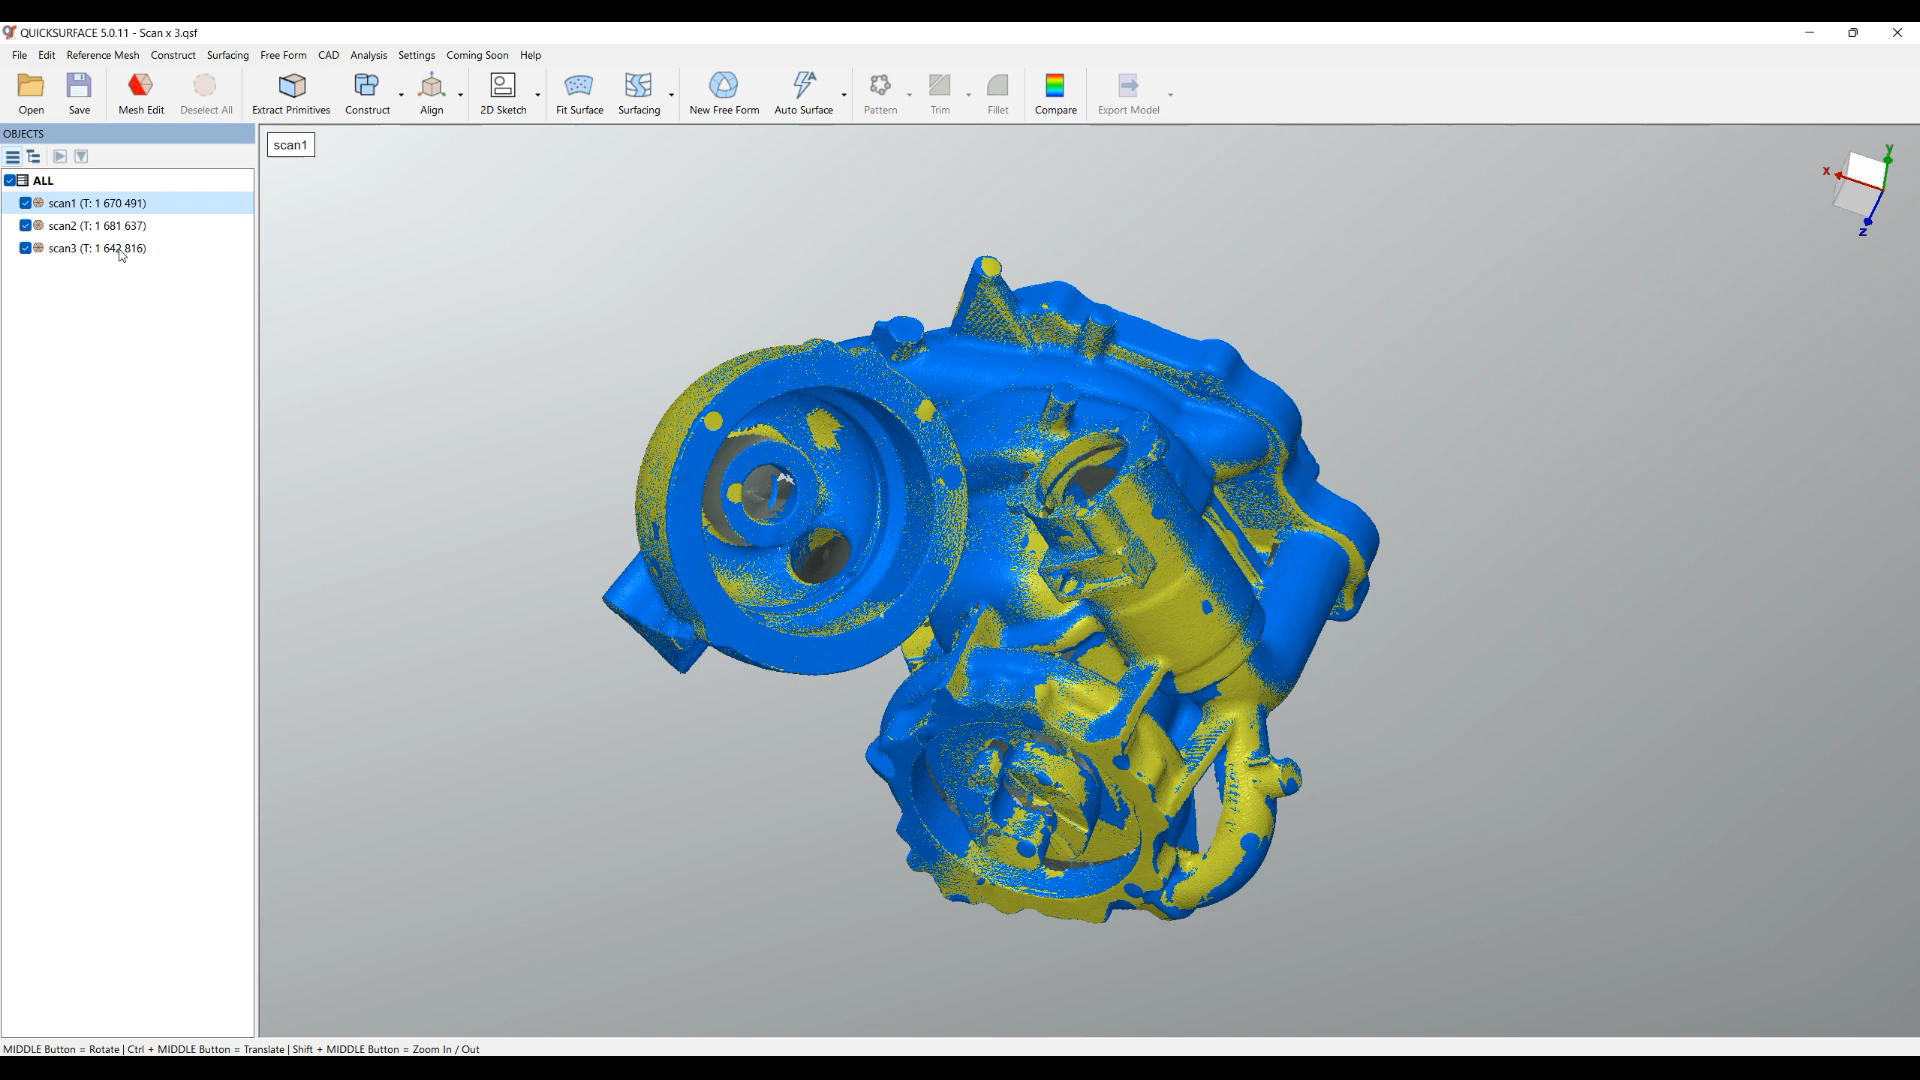 QUICKSURFACE 5.0.11 - Scan x 3.qsf
File Edit Reference Mesh Construct Surfacing Free Form CAD Analysis Settings Coming Soon Help
Open Save Mesh Edit Deselect All Extract Primitives Construct Align 2D Sketch Fit Surface Surfacing New Free Form Auto Surface Pattern Trim Fillet Compare Export Model
OBJECTS
scan1
ALL
scan1 (T: 1 670 491)
scan2 (T: 1 681 637)
scan3 (T: 1 642 816)
y
x
z
MIDDLE Button = Rotate | Ctrl + MIDDLE Button = Translate | Shift + MIDDLE Button = Zoom In / Out